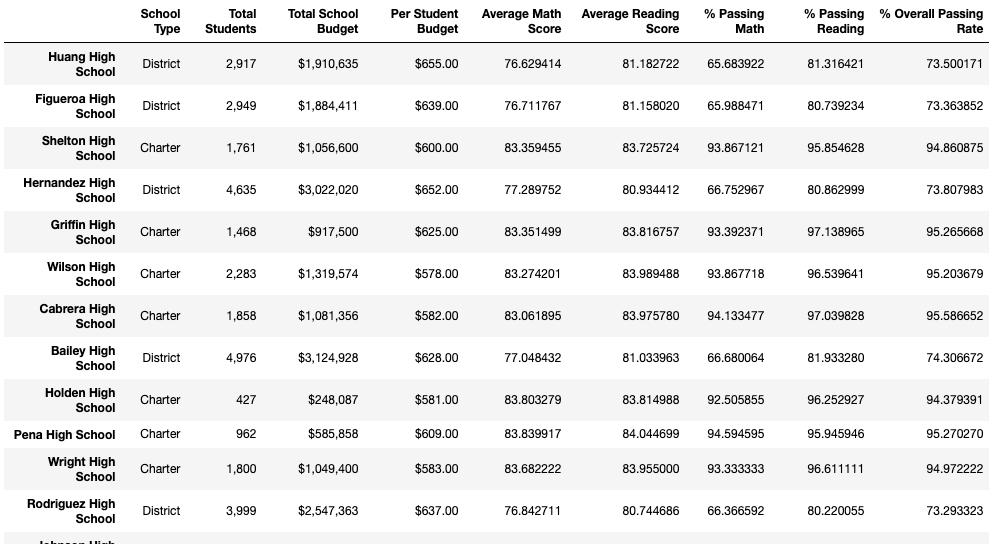 School Type Total Students Total School Budget Per Student Budget Average Math Score Average Reading Score % Passing Math % Passing Reading % Overall Passing Rate
Huang High School District 2,917 $1,910,635 $655.00 76.629414 81.182722 65.683922 81.316421 73.500171
Figueroa High School District 2,949 $1,884,411 $639.00 76.711767 81.158020 65.988471 80.739234 73.363852
Shelton High School Charter 1,761 $1,056,600 $600.00 83.359455 83.725724 93.867121 95.854628 94.860875
Hernandez High School District 4,635 $3,022,020 $652.00 77.289752 80.934412 66.752967 80.862999 73.807983
Griffin High School Charter 1,468 $917,500 $625.00 83.351499 83.816757 93.392371 97.138965 95.265668
Wilson High School Charter 2,283 $1,319,574 $578.00 83.274201 83.989488 93.867718 96.539641 95.203679
Cabrera High School Charter 1,858 $1,081,356 $582.00 83.061895 83.975780 94.133477 97.039828 95.586652
Bailey High School District 4,976 $3,124,928 $628.00 77.048432 81.033963 66.680064 81.933280 74.306672
Holden High School Charter 427 $248,087 $581.00 83.803279 83.814988 92.505855 96.252927 94.379391
Pena High School Charter 962 $585,858 $609.00 83.839917 84.044699 94.594595 95.945946 95.270270
Wright High School Charter 1,800 $1,049,400 $583.00 83.682222 83.955000 93.333333 96.611111 94.972222
Rodriguez High School District 3,999 $2,547,363 $637.00 76.842711 80.744686 66.366592 80.220055 73.293323